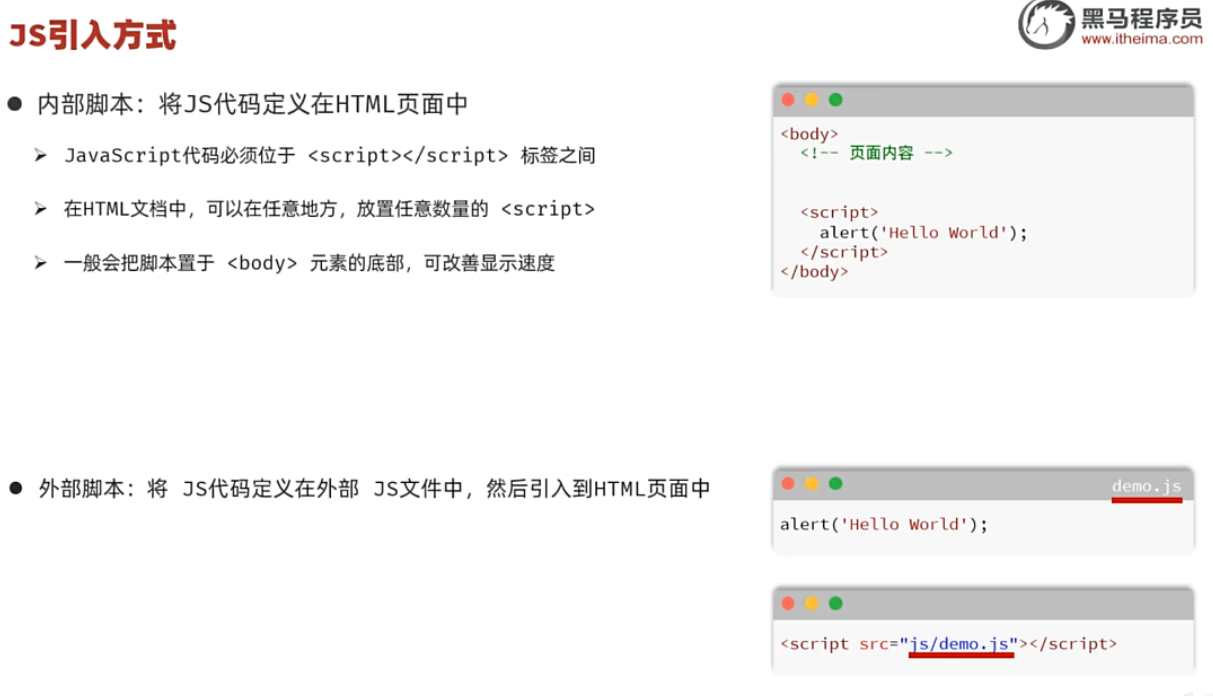 JS引入方式
黑马程序员
www.itheima.com
内部脚本：将JS代码定义在HTML页面中
JavaScript代码必须位于 <script></script> 标签之间
在HTML文档中，可以在任意地方，放置任意数量的 <script>
一般会把脚本置于 <body> 元素的底部，可改善显示速度
<body>
<!-- 页面内容 -->
<script>
alert('Hello World');
</script>
</body>
外部脚本：将 JS代码定义在外部 JS文件中，然后引入到HTML页面中
demo.js
alert('Hello World');
<script src="js/demo.js"></script>